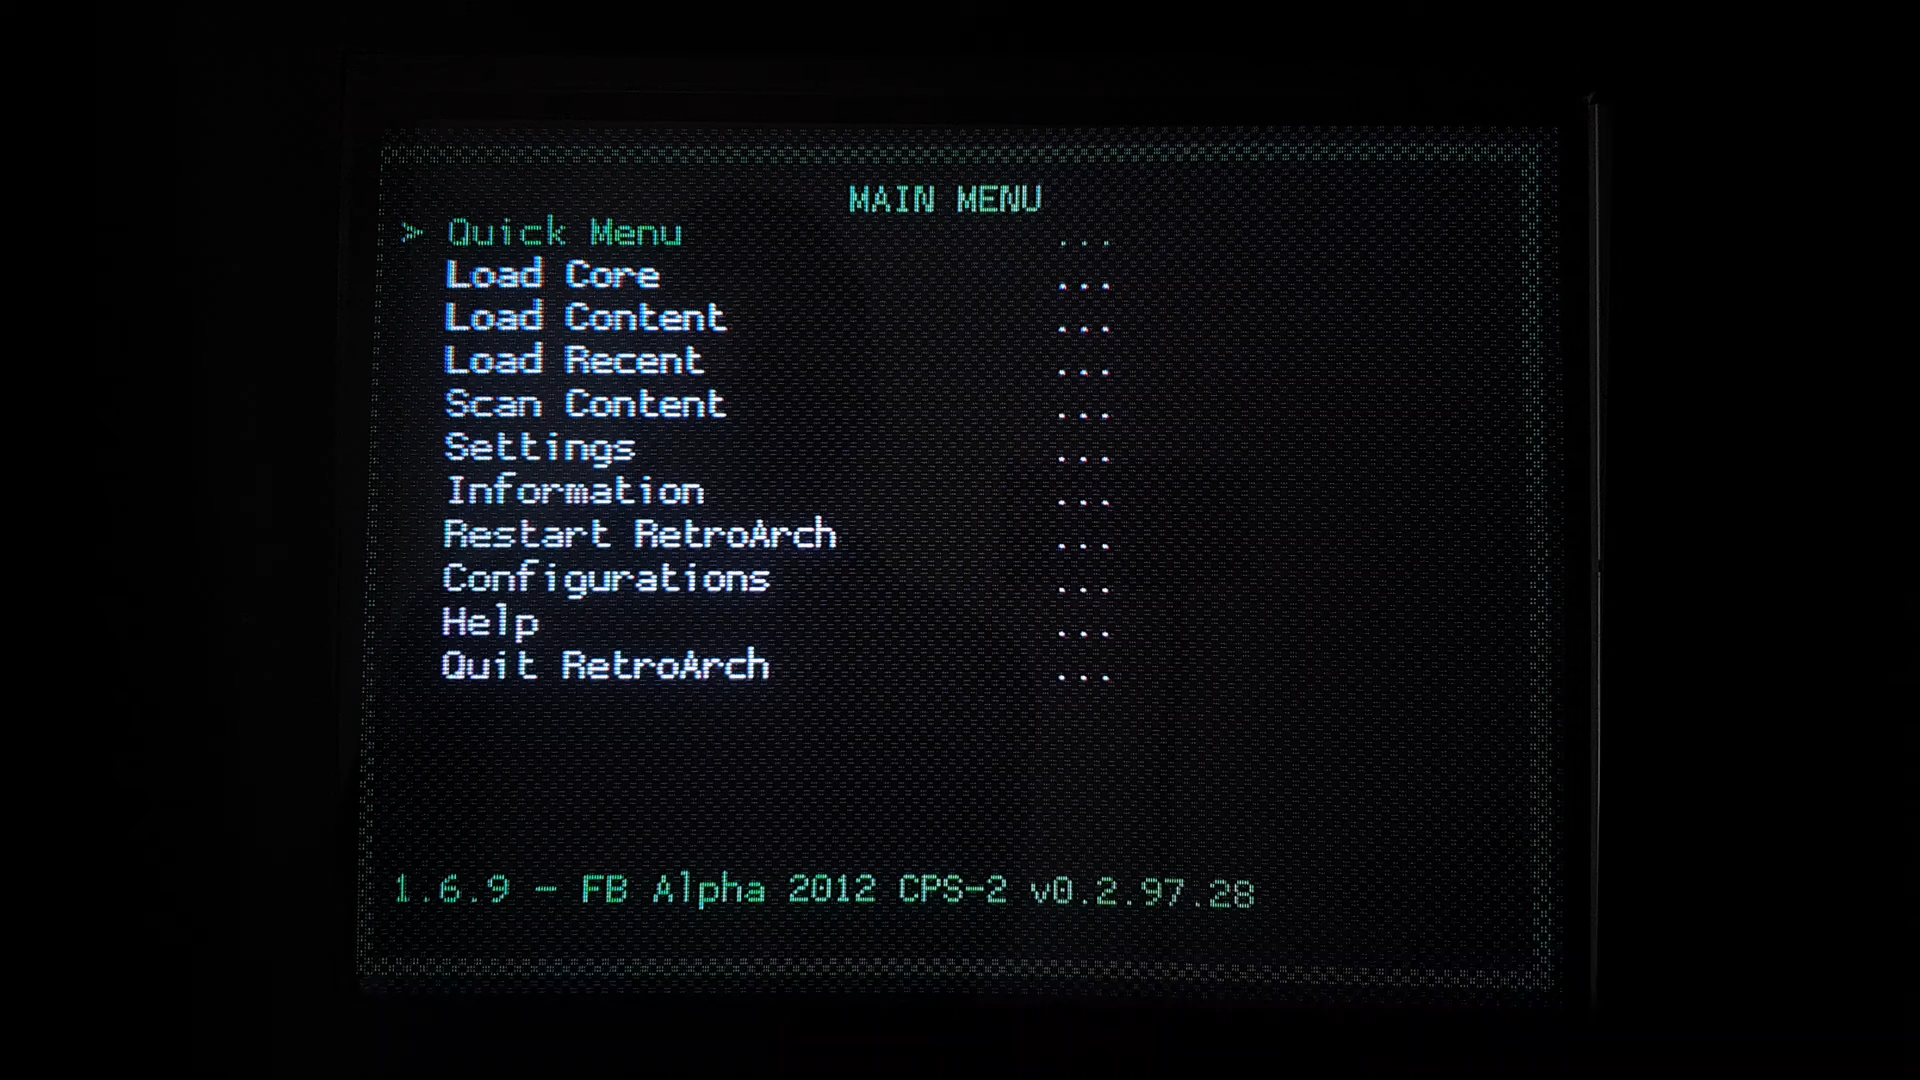 MAIN MENU
> Quick Menu ...
Load Core ...
Load Content ...
Load Recent ...
Scan Content ...
Settings ...
Information ...
Restart RetroArch ...
Configurations ...
Help ...
Quit RetroArch ...
1.6.9 - FB Alpha 2012 CPS-2 v0.2.97.28